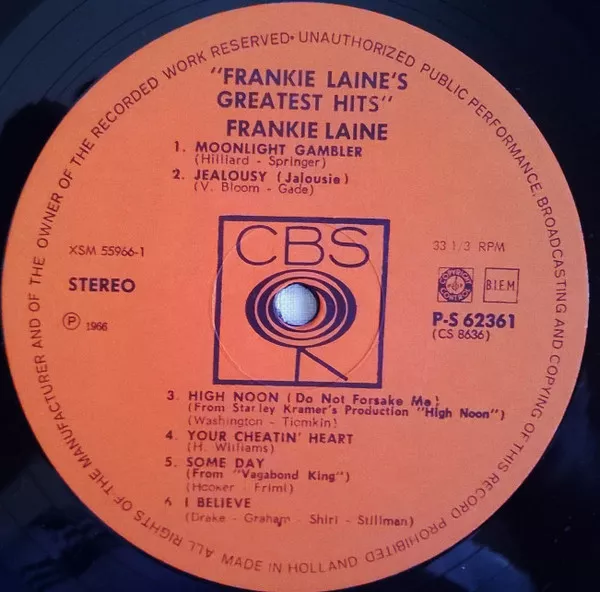 ALL RIGHTS OF THE MANUFACTURER AND OF THE OWNER OF THE RECORDED WORK RESERVED• UNAUTHORIZED PUBLIC PERFORMANCE, BROADCASTING AND COPYING OF THIS RECORD PROHIBITED
"FRANKIE LAINE'S
GREATEST HITS"
FRANKIE LAINE
1. MOONLIGHT GAMBLER
(Hilliard - Springer)
2. JEALOUSY (Jalousie)
(V. Bloom - Gade)
CBS
XSM 55966-1
STEREO
℗ 1966
33 1/3 RPM
COPYRIGHT CONTROL
B.I.E.M
P-S 62361
(CS 8636)
3. HIGH NOON (Do Not Forsake Me)
(From Stanley Kramer's Production "High Noon")
(Washington - Tiomkin)
4. YOUR CHEATIN' HEART
(H. Williams)
5. SOME DAY
(From "Vagabond King")
(Hooker - Friml)
6 I BELIEVE
(Drake - Graham - Shirl - Stillman)
MADE IN HOLLAND